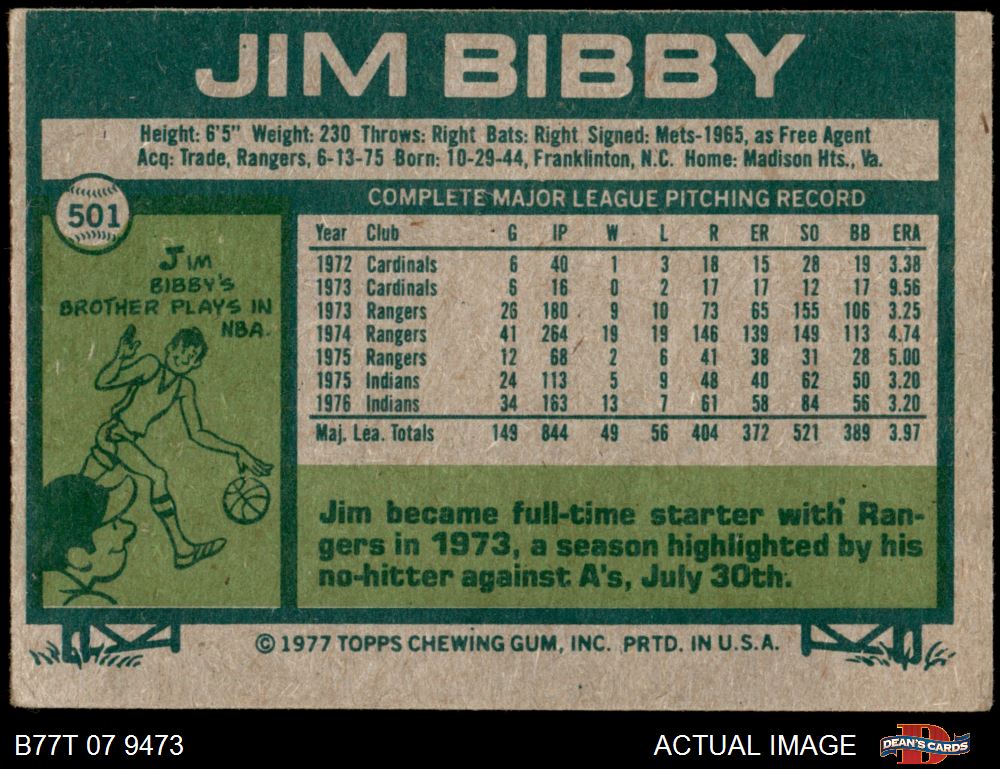 JIM BIBBY
Height: 6'5" Weight: 230 Throws: Right Bats: Right Signed: Mets-1965, as Free Agent
Acq: Trade, Rangers, 6-13-75 Born: 10-29-44, Franklinton, N.C. Home: Madison Hts., Va.
501
JIM
BIBBY'S
BROTHER PLAYS IN
NBA.
COMPLETE MAJOR LEAGUE PITCHING RECORD
Year Club G IP W L R ER SO BB ERA
1972 Cardinals 6 40 1 3 18 15 28 19 3.38
1973 Cardinals 6 16 0 2 17 17 12 17 9.56
1973 Rangers 26 180 9 10 73 65 155 106 3.25
1974 Rangers 41 264 19 19 146 139 149 113 4.74
1975 Rangers 12 68 2 6 41 38 31 28 5.00
1975 Indians 24 113 5 9 48 40 62 50 3.20
1976 Indians 34 163 13 7 61 58 84 56 3.20
Maj. Lea. Totals 149 844 49 56 404 372 521 389 3.97
Jim became full-time starter with Ran-
gers in 1973, a season highlighted by his
no-hitter against A's, July 30th.
© 1977 TOPPS CHEWING GUM, INC. PRTD. IN U.S.A.
B77T 07 9473
ACTUAL IMAGE
DEAN'S CARDS